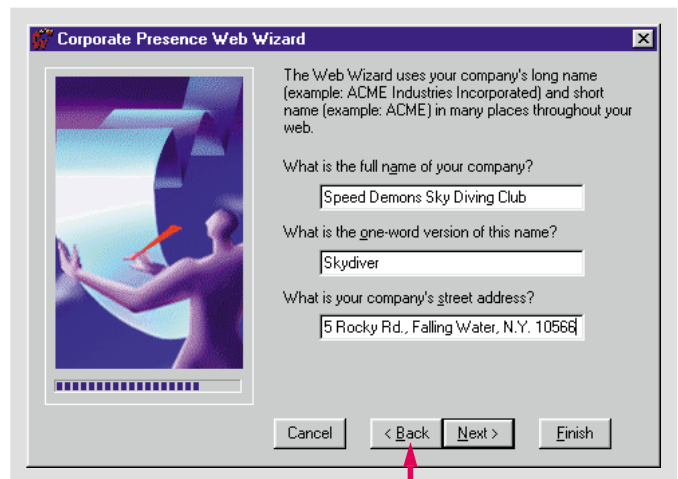 Corporate Presence Web Wizard
The Web Wizard uses your company's long name
(example: ACME Industries Incorporated) and short
name (example: ACME) in many places throughout your
web.
What is the full name of your company?
Speed Demons Sky Diving Club
What is the one-word version of this name?
Skydiver
What is your company's street address?
5 Rocky Rd., Falling Water, N.Y. 10566
Cancel
< Back
Next >
Finish